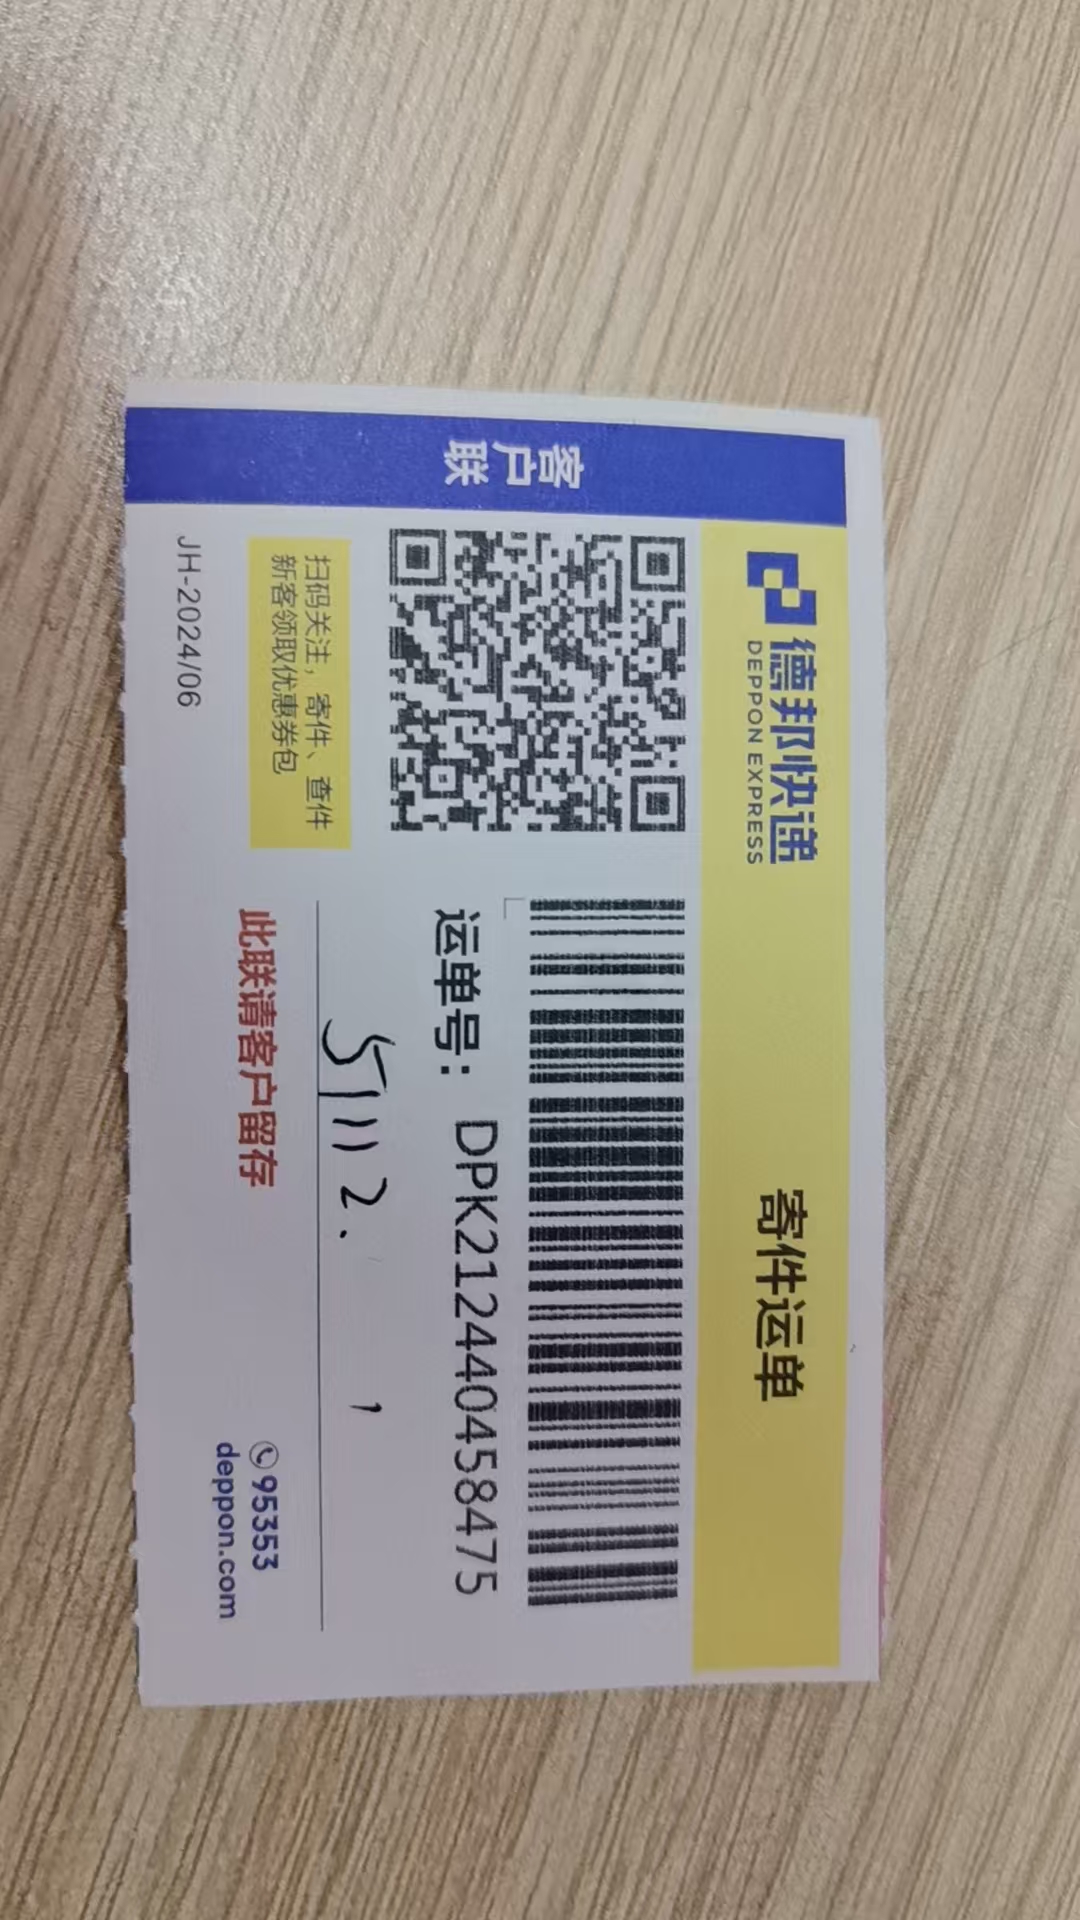 客户联
德邦快递
DEPPON EXPRESS
寄件运单
运单号：DPK212440458475
扫码关注，寄件、查件
新客领取优惠券包
5112.
此联请客户留存
JH-2024/06
95353
deppon.com